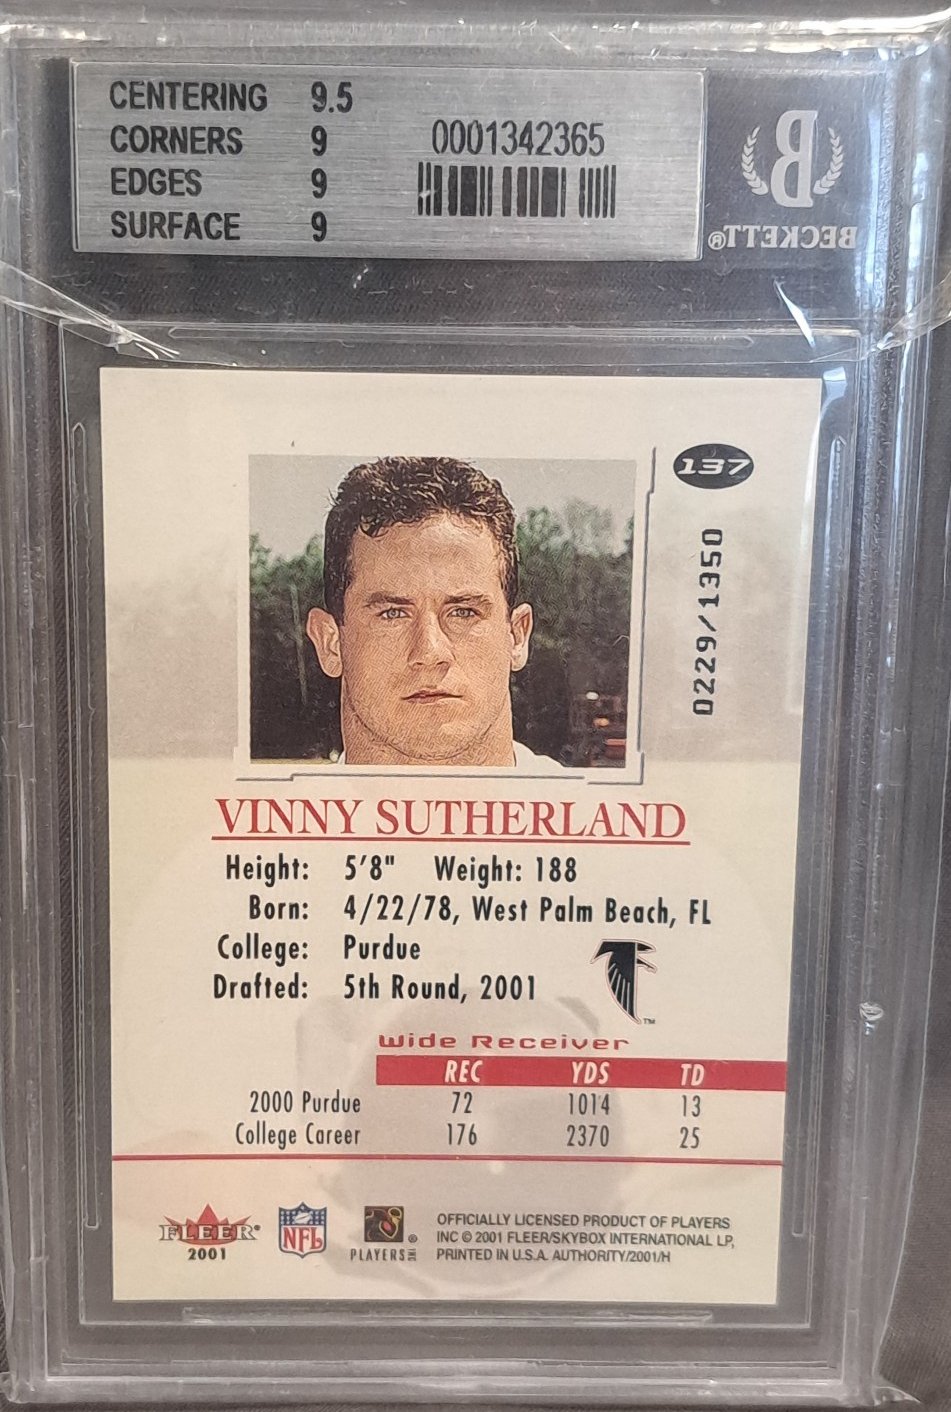 CENTERING 9.5
CORNERS 9
EDGES 9
SURFACE 9
0001342365
B
BECKETT®
137
0229/1350
VINNY SUTHERLAND
Height: 5'8" Weight: 188
Born: 4/22/78, West Palm Beach, FL
College: Purdue
Drafted: 5th Round, 2001
TM
Wide Receiver
REC YDS TD
2000 Purdue 72 1014 13
College Career 176 2370 25
FLEER®
2001
NFL
®
PLAYERS INC
OFFICIALLY LICENSED PRODUCT OF PLAYERS
INC © 2001 FLEER/SKYBOX INTERNATIONAL LP,
PRINTED IN U.S.A. AUTHORITY/2001/H